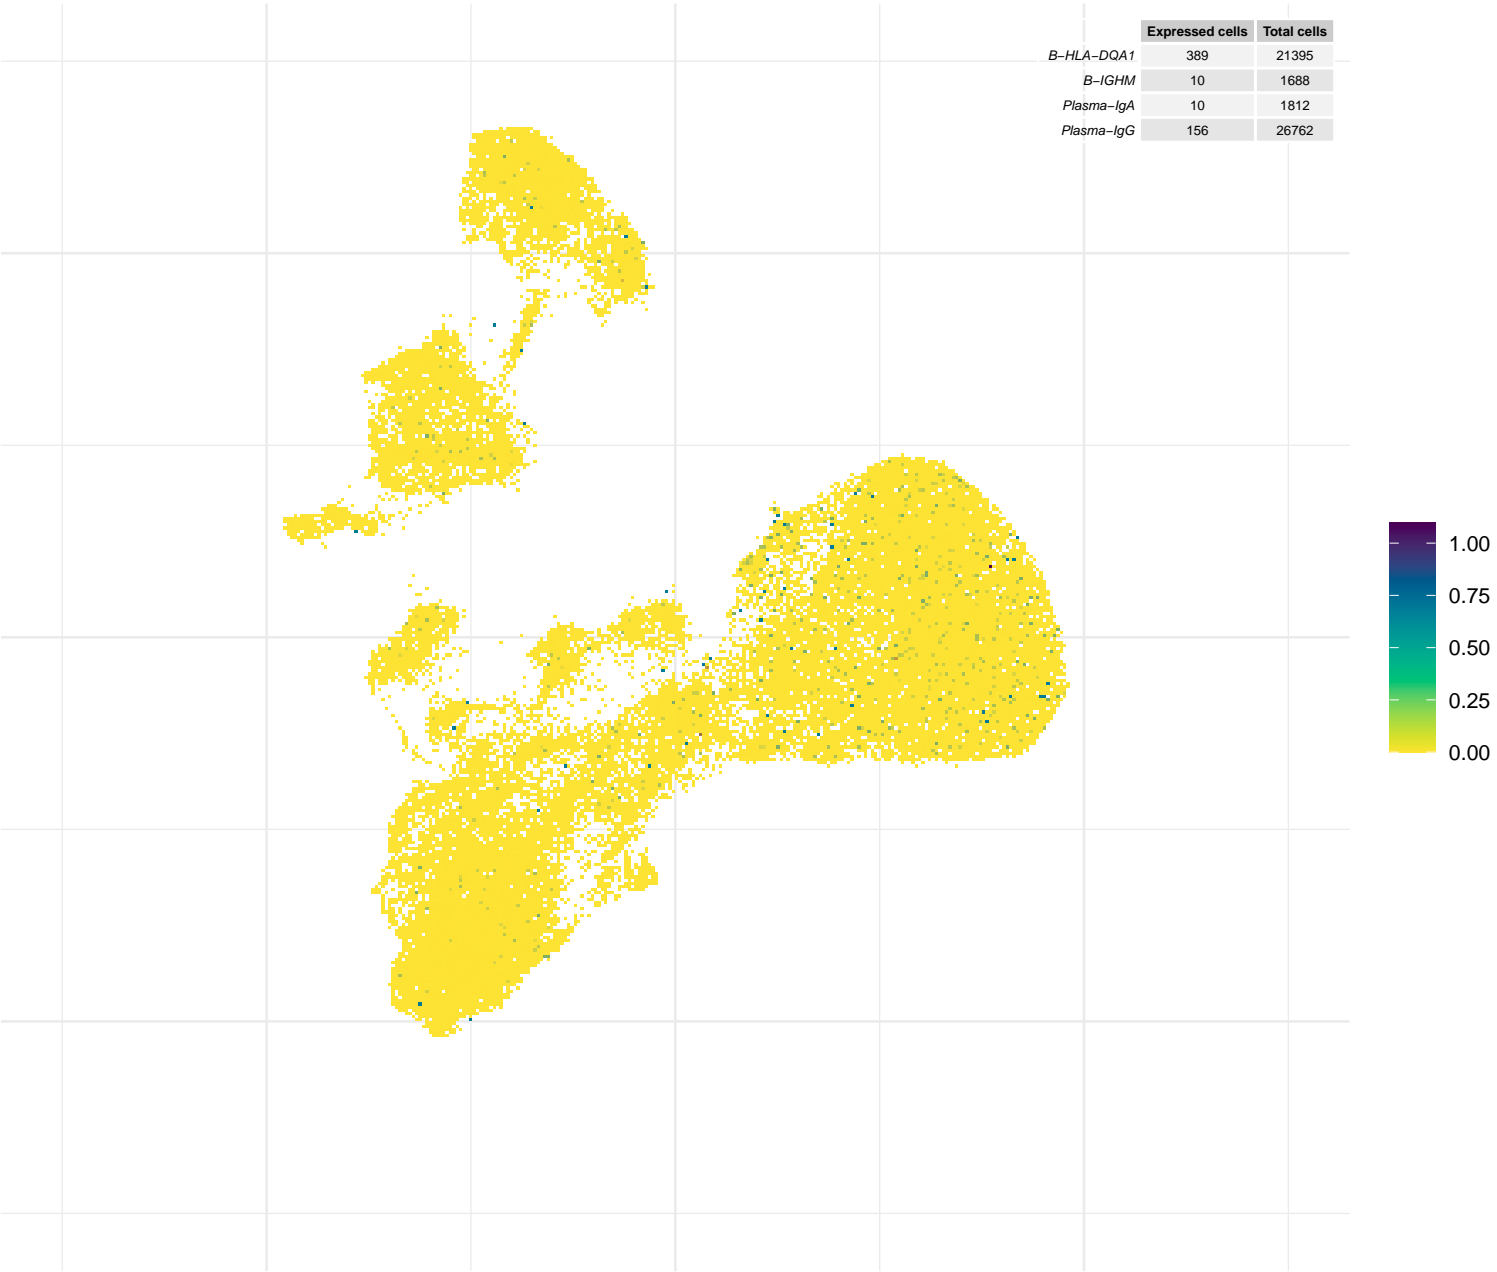 Expressed cells Total cells
B−HLA−DQA1 389 21395
B−IGHM 10 1688
Plasma−IgA 10 1812
Plasma−IgG 156 26762
1.00
0.75
0.50
0.25
0.00